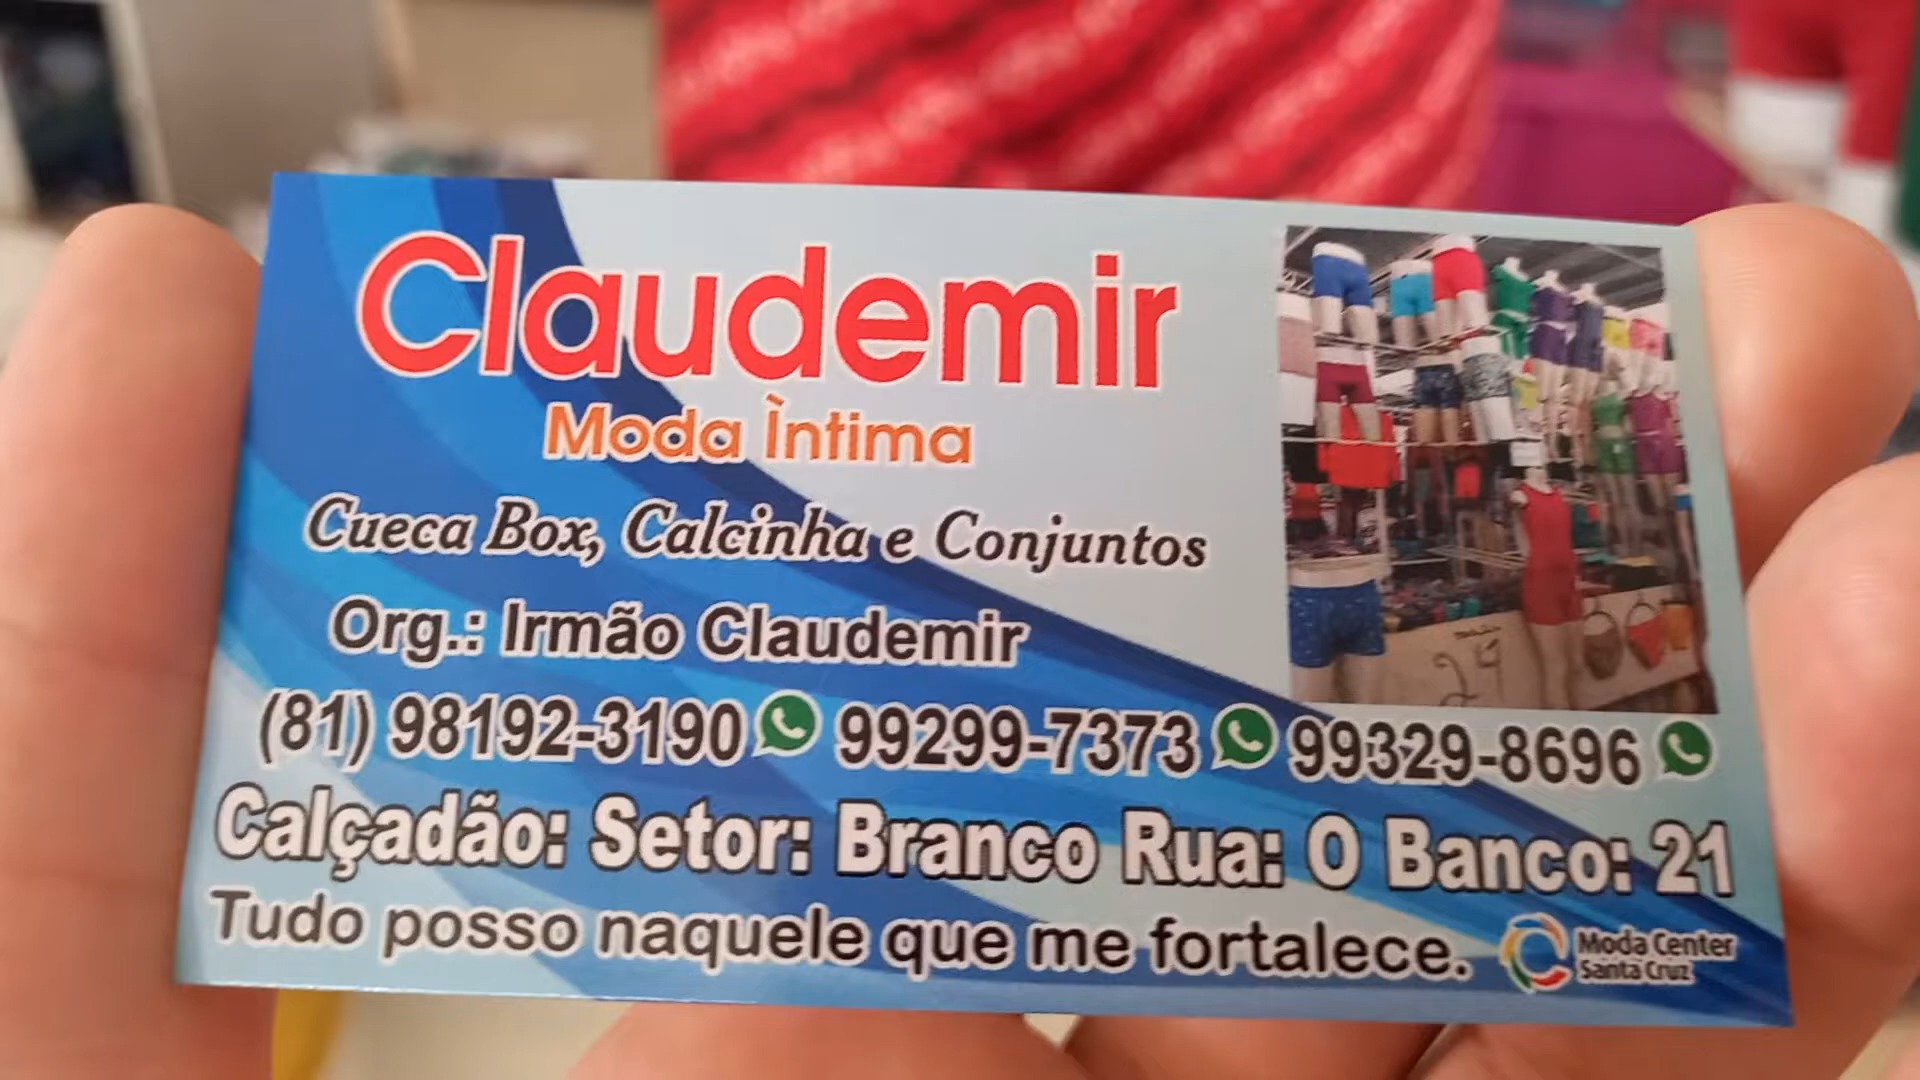 Claudemir
Moda Ìntima
Cueca Box, Calcinha e Conjuntos
Org.: Irmão Claudemir
(81) 98192-3190 99299-7373 99329-8696
Calçadão: Setor: Branco Rua: O Banco: 21
Tudo posso naquele que me fortalece.
Moda Center
Santa Cruz